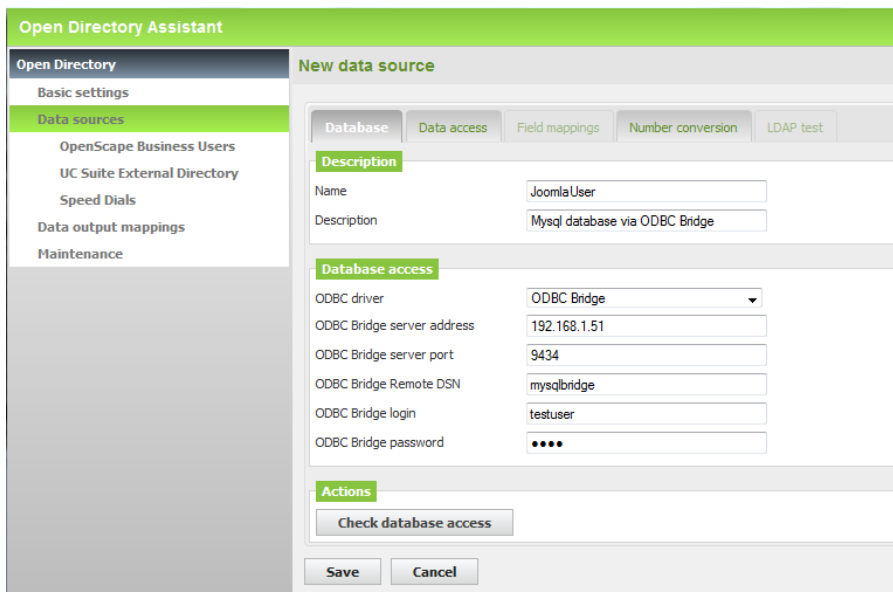 Open Directory Assistant
Open Directory
Basic settings
Data sources
OpenScape Business Users
UC Suite External Directory
Speed Dials
Data output mappings
Maintenance
New data source
Database Data access Field mappings Number conversion LDAP test
Description
Name JoomlaUser
Description Mysql database via ODBC Bridge
Database access
ODBC driver ODBC Bridge
ODBC Bridge server address 192.168.1.51
ODBC Bridge server port 9434
ODBC Bridge Remote DSN mysqlbridge
ODBC Bridge login testuser
ODBC Bridge password ••••
Actions
Check database access
Save Cancel